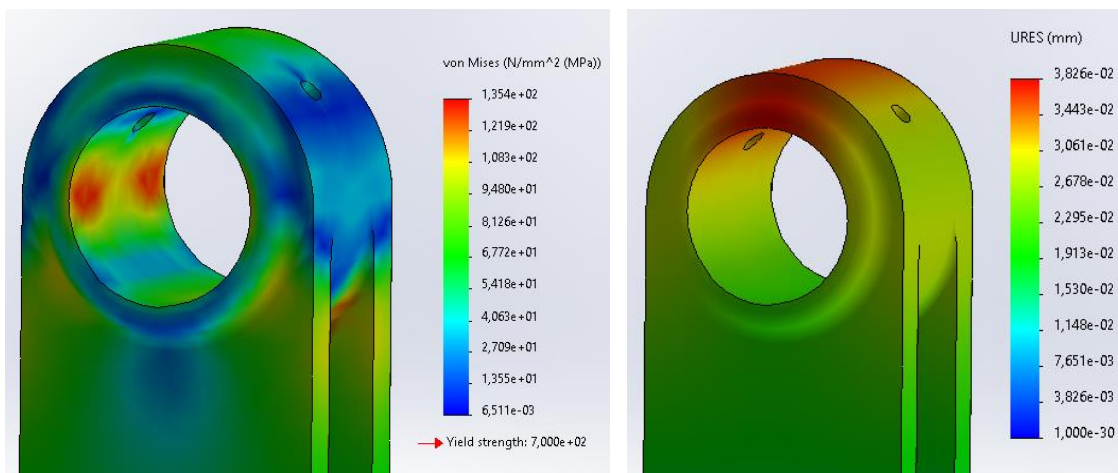 von Mises (N/mm^2 (MPa))
1,354e+02
1,219e+02
1,083e+02
9,480e+01
8,126e+01
6,772e+01
5,418e+01
4,063e+01
2,709e+01
1,355e+01
6,511e-03
Yield strength: 7,000e+02
URES (mm)
3,826e-02
3,443e-02
3,061e-02
2,678e-02
2,295e-02
1,913e-02
1,530e-02
1,148e-02
7,651e-03
3,826e-03
1,000e-30